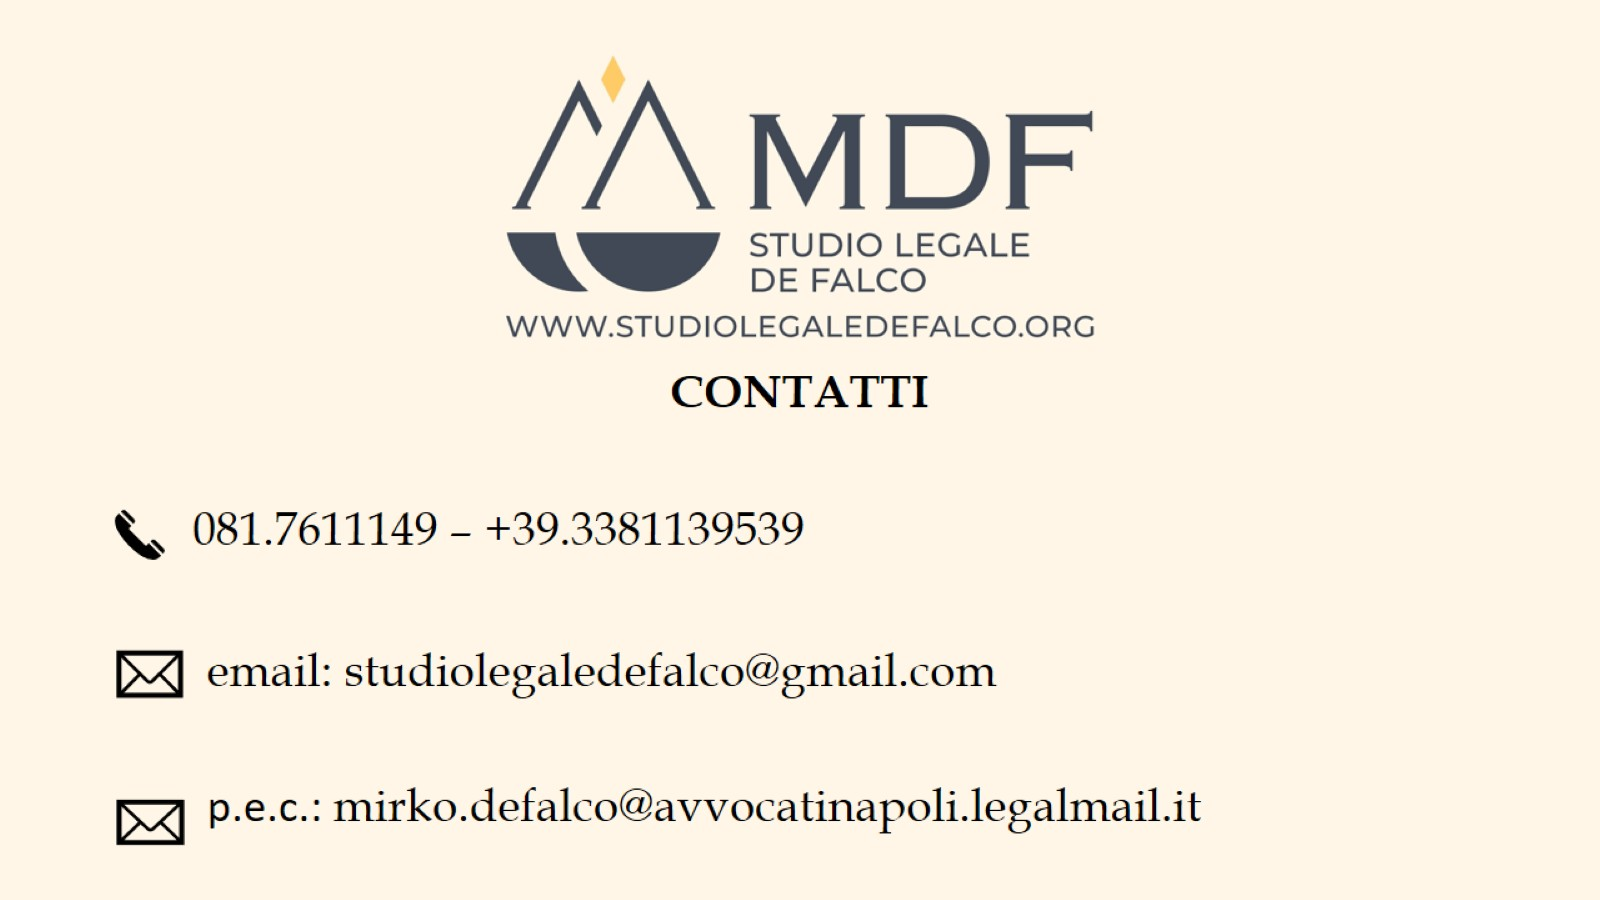 MDF
STUDIO LEGALE
DE FALCO
WWW.STUDIOLEGALEDEFALCO.ORG
CONTATTI
081.7611149 – +39.3381139539
email: studiolegaledefalco@gmail.com
p.e.c.: mirko.defalco@avvocatinapoli.legalmail.it